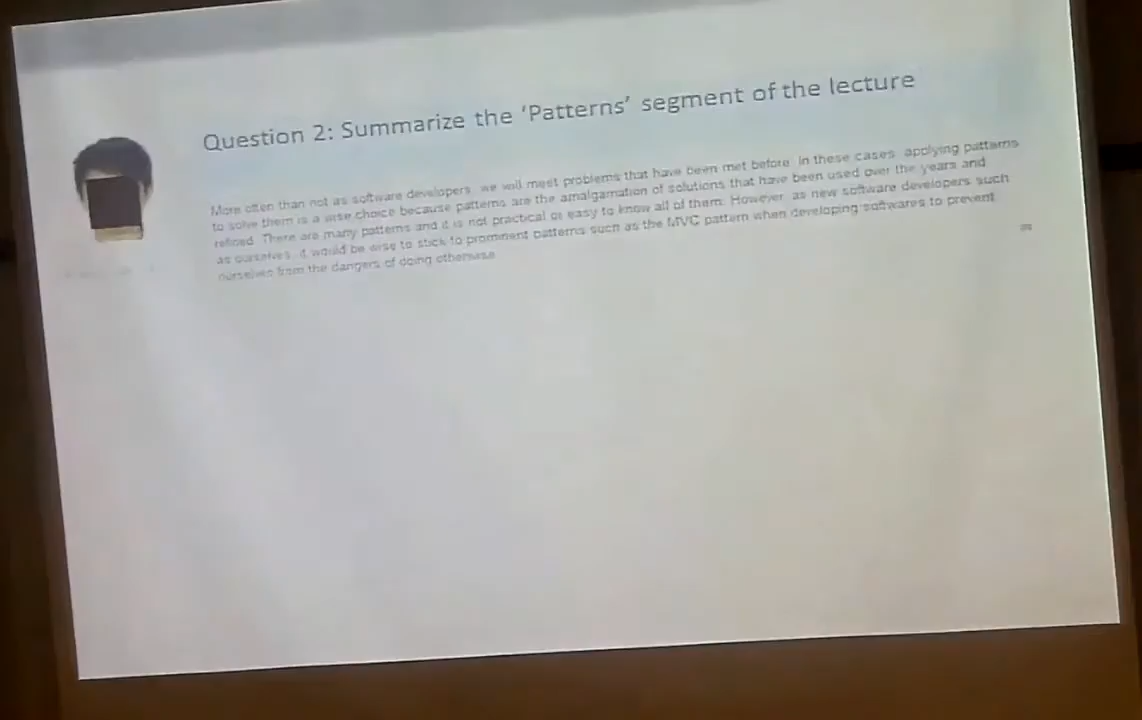 Question 2: Summarize the 'Patterns' segment of the lecture
More often than not as software developers, we will meet problems that have been met before. In these cases, applying patterns
to solve them is a wise choice because patterns are the amalgamation of solutions that have been used over the years and
refined. There are many patterns and it is not practical or easy to know all of them. However, as new software developers such
as ourselves, it would be wise to stick to prominent patterns such as the MVC pattern when developing softwares to prevent
ourselves from the dangers of doing otherwise.